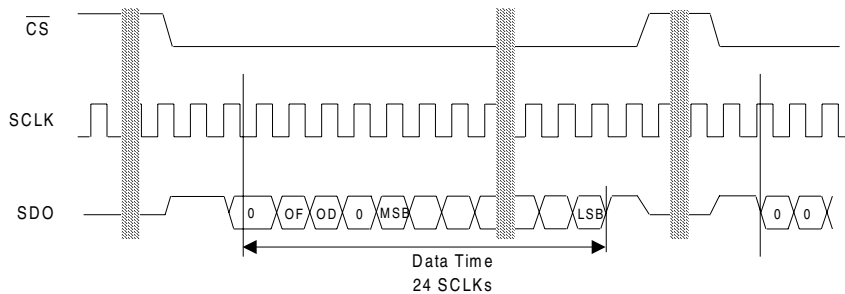 CS
SCLK
SDO
0 OF OD 0 MSB LSB 0 0
Data Time
24 SCLKs